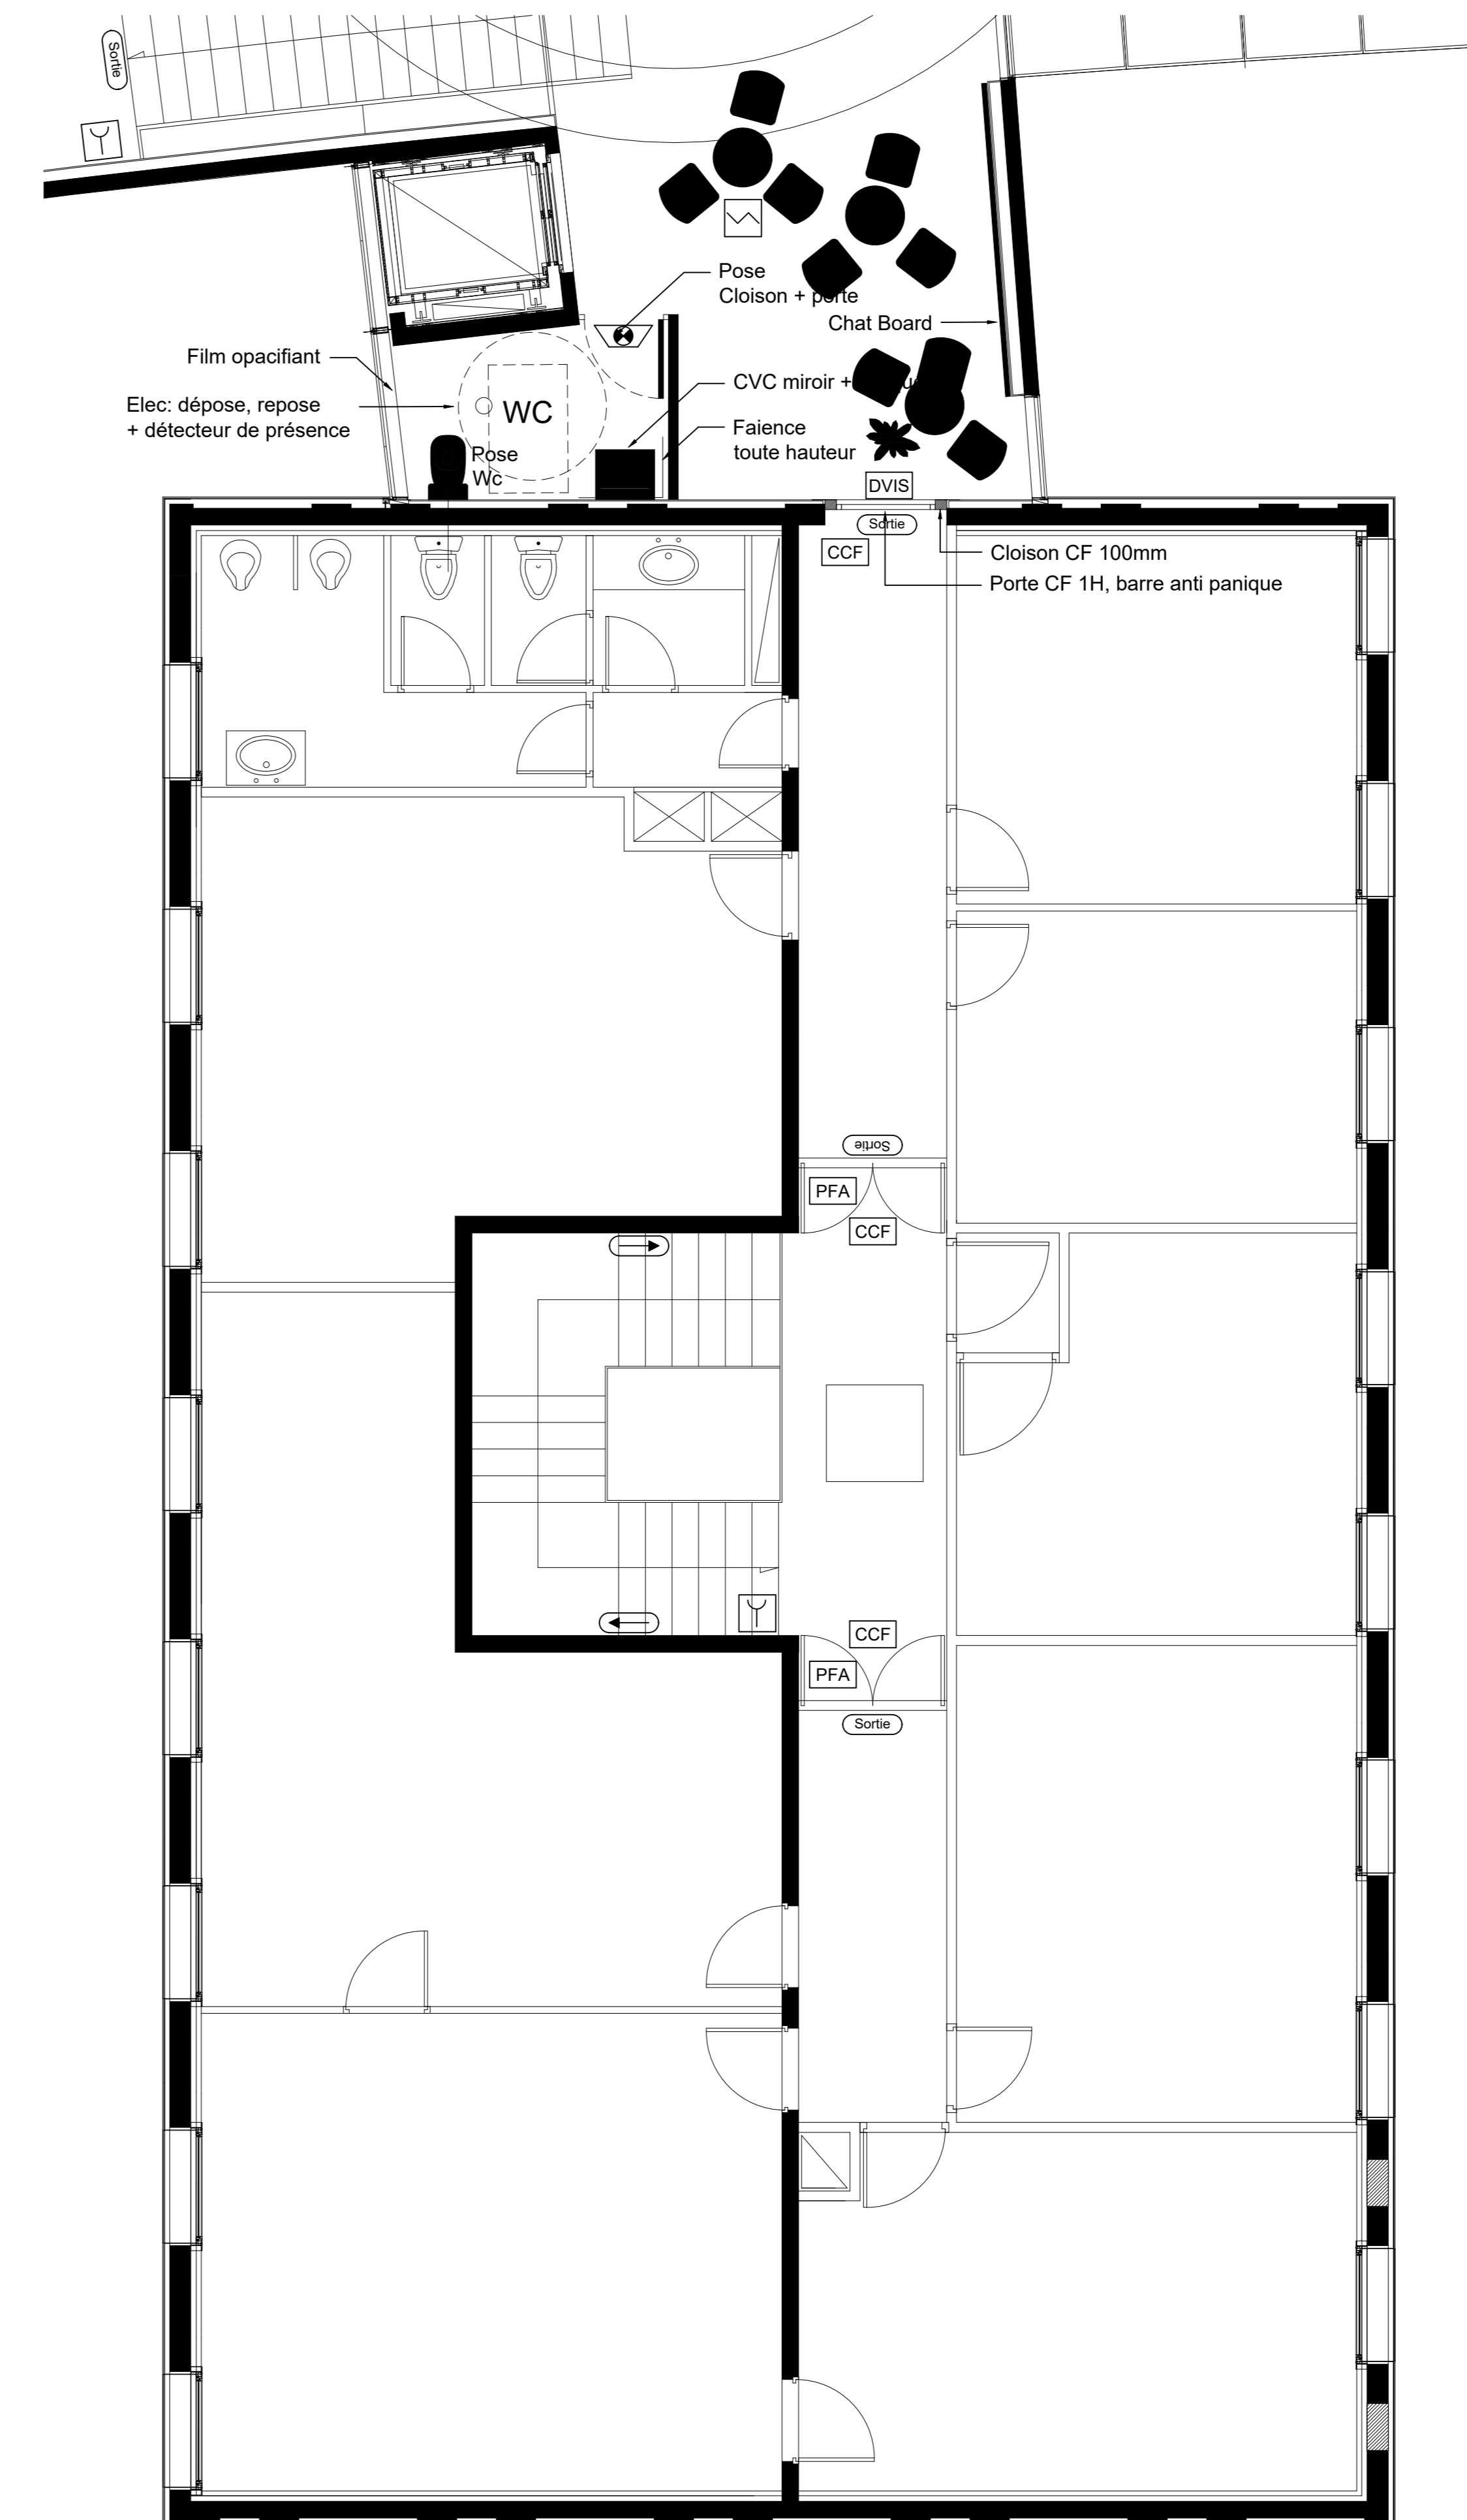 Sortie
Pose
Cloison + porte
Chat Board
Film opacifiant
CVC miroir +
Elec: dépose, repose
+ détecteur de présence
WC
Faience
toute hauteur
Pose
Wc
DVIS
Sortie
CCF
Cloison CF 100mm
Porte CF 1H, barre anti panique
Sortie
PFA
CCF
CCF
PFA
Sortie